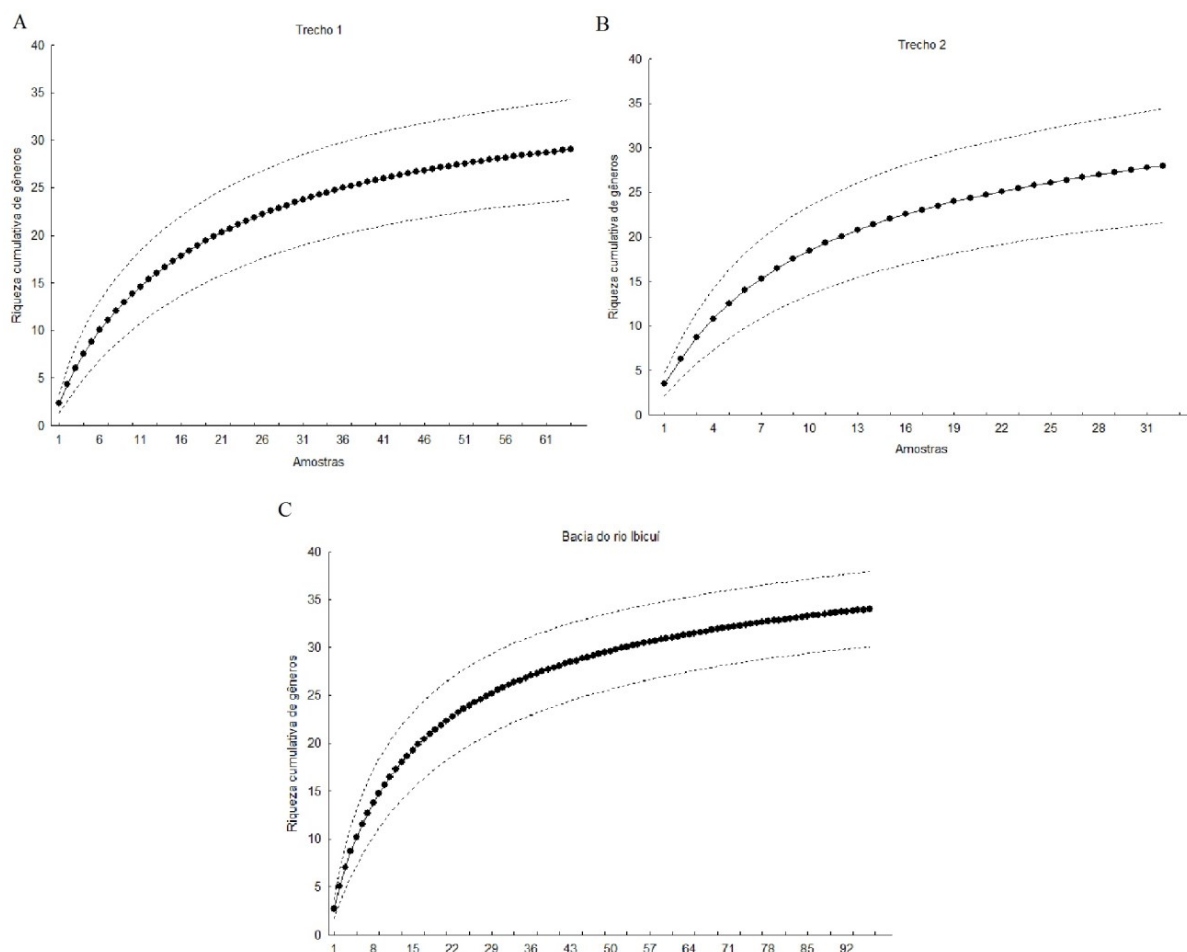 A
Trecho 1
Riqueza cumulativa de gêneros
40
35
30
25
20
15
10
5
0
1 6 11 16 21 26 31 36 41 46 51 56 61
Amostras
B
Trecho 2
Riqueza cumulativa de gêneros
40
35
30
25
20
15
10
5
0
1 4 7 10 13 16 19 22 25 28 31
Amostras
C
Bacia do rio Ibicuí
Riqueza cumulativa de gêneros
40
35
30
25
20
15
10
5
0
1 8 15 22 29 36 43 50 57 64 71 78 85 92